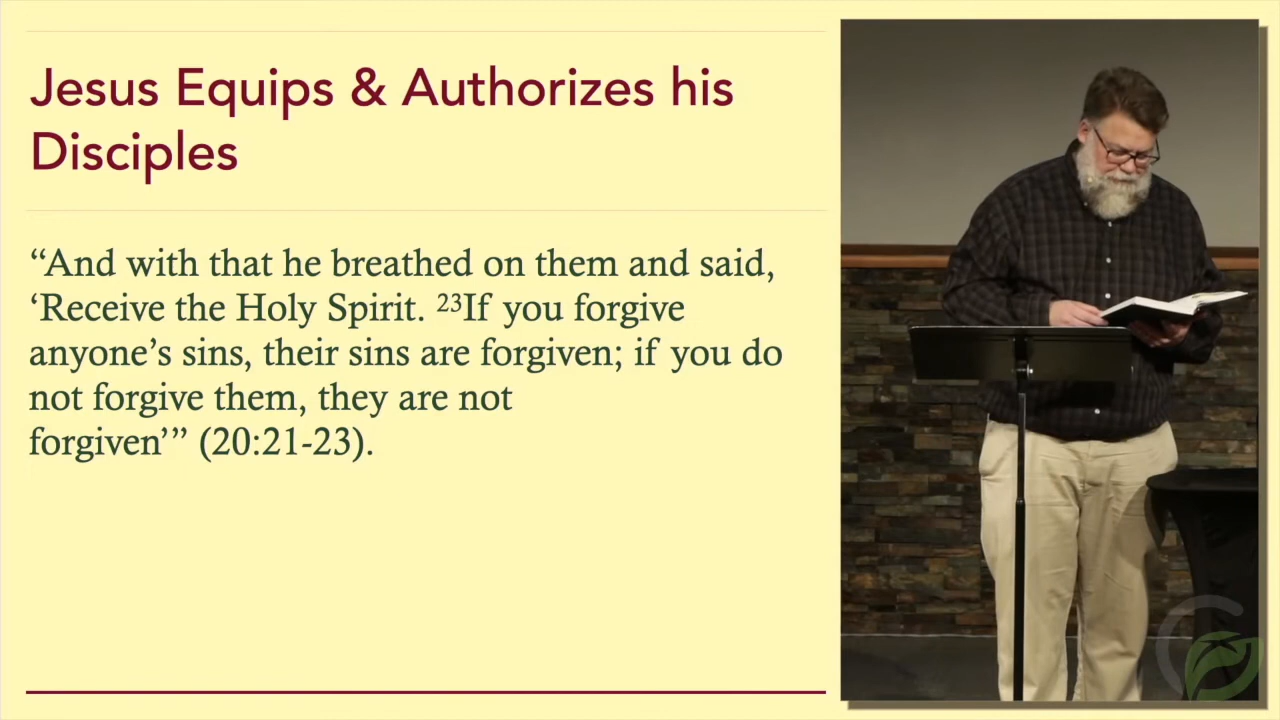 Jesus Equips & Authorizes his
Disciples
“And with that he breathed on them and said,
‘Receive the Holy Spirit. 23If you forgive
anyone’s sins, their sins are forgiven; if you do
not forgive them, they are not
forgiven’” (20:21-23).